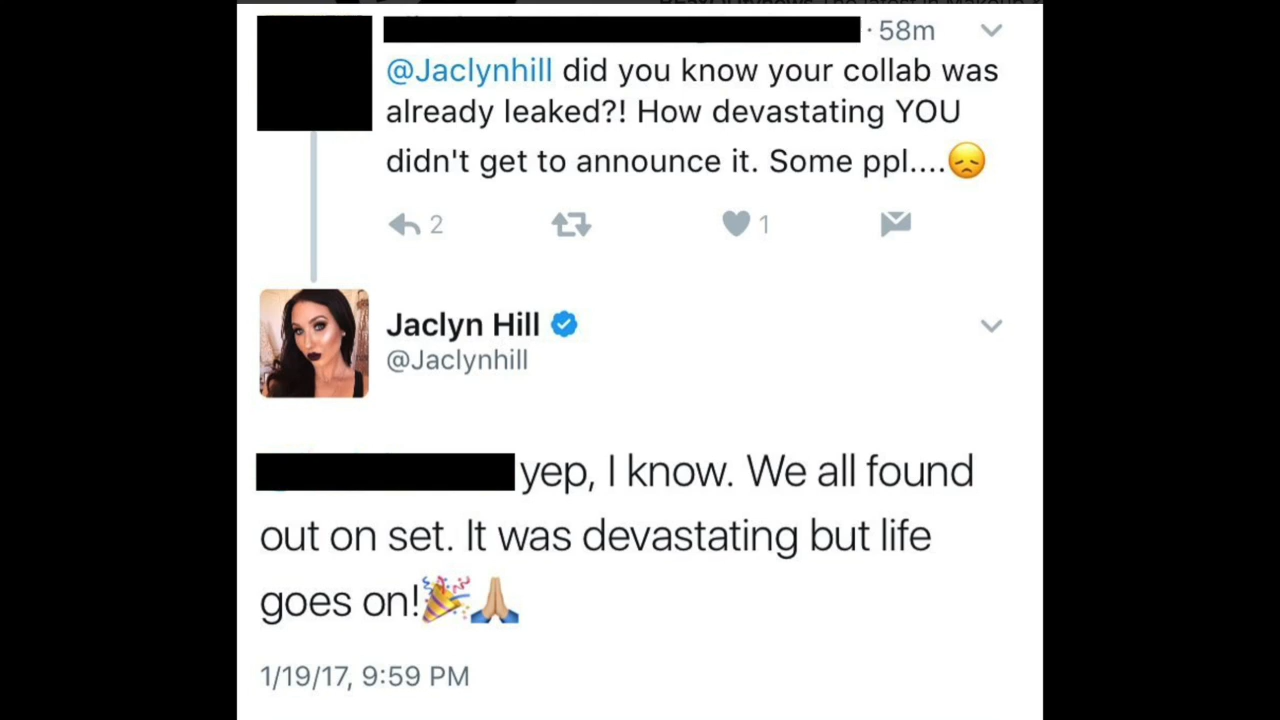 · 58m
@Jaclynhill did you know your collab was
already leaked?! How devastating YOU
didn't get to announce it. Some ppl....😞
2 1
Jaclyn Hill
@Jaclynhill
yep, I know. We all found
out on set. It was devastating but life
goes on!🎉🙏🏼
1/19/17, 9:59 PM